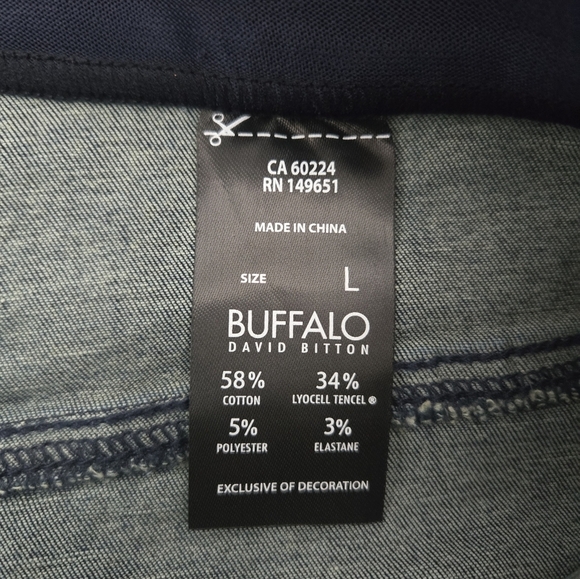 CA 60224
RN 149651
MADE IN CHINA
SIZE L
BUFFALO
DAVID BITTON
58% 34%
COTTON LYOCELL TENCEL®
5% 3%
POLYESTER ELASTANE
EXCLUSIVE OF DECORATION